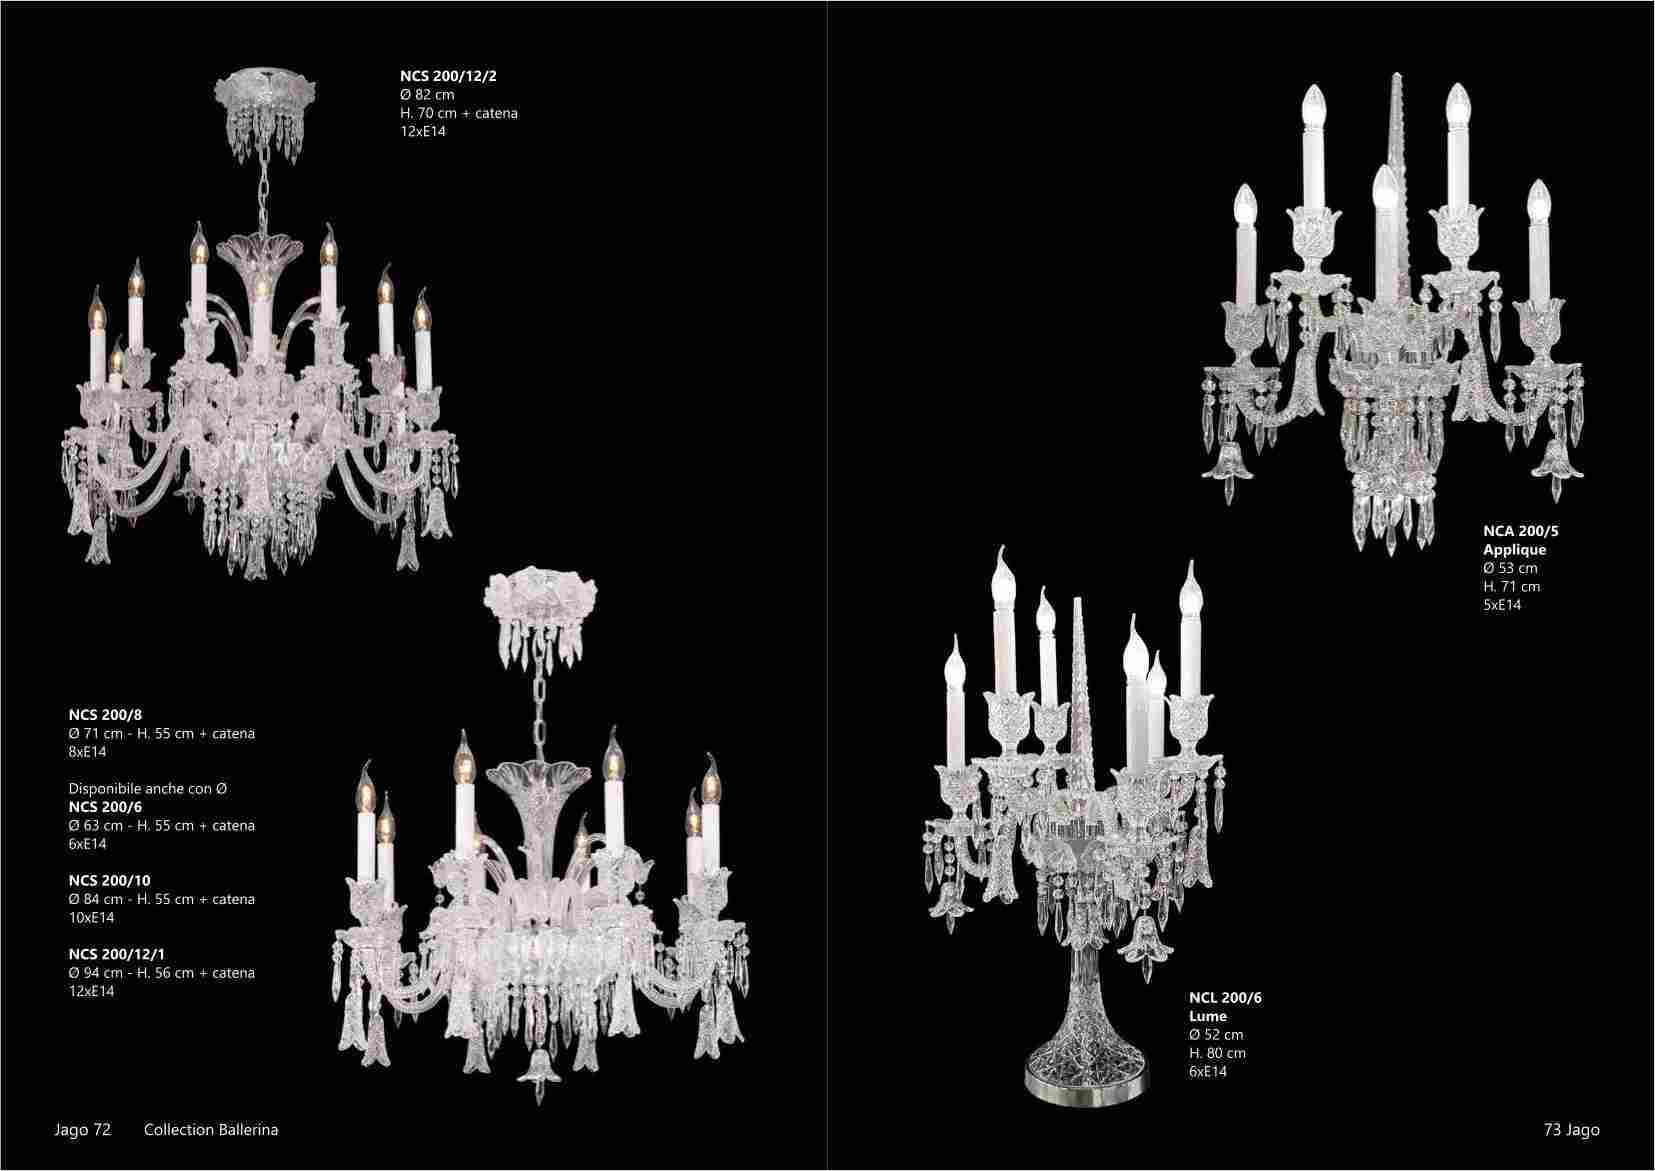 NCS 200/12/2
Ø 82 cm
H. 70 cm + catena
12xE14
NCS 200/8
Ø 71 cm - H. 55 cm + catena
8xE14
Disponibile anche con Ø
NCS 200/6
Ø 63 cm - H. 55 cm + catena
6xE14
NCS 200/10
Ø 84 cm - H. 55 cm + catena
10xE14
NCS 200/12/1
Ø 94 cm - H. 56 cm + catena
12xE14
Jago 72 Collection Ballerina
NCA 200/5
Applique
Ø 53 cm
H. 71 cm
5xE14
NCL 200/6
Lume
Ø 52 cm
H. 80 cm
6xE14
73 Jago